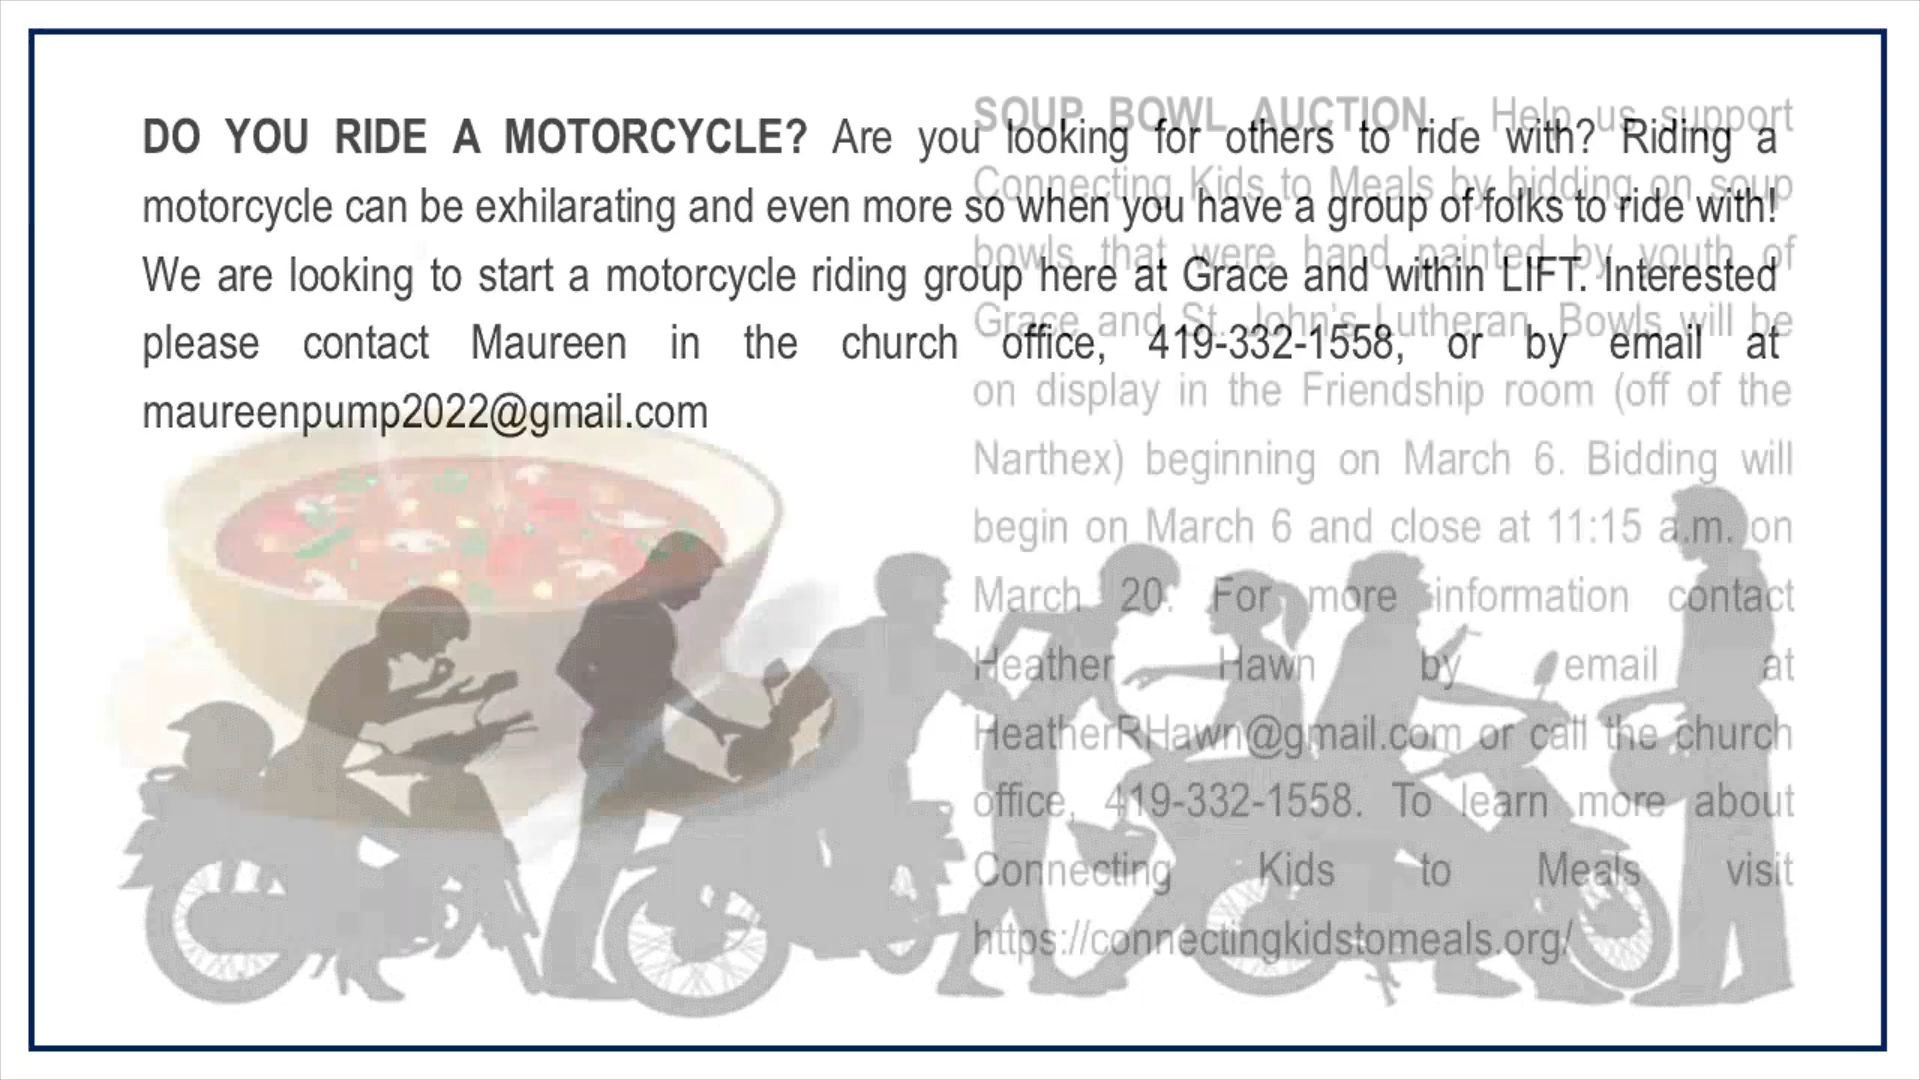 DO YOU RIDE A MOTORCYCLE? Are you looking for others to ride with? Riding a
motorcycle can be exhilarating and even more so when you have a group of folks to ride with!
We are looking to start a motorcycle riding group here at Grace and within LIFT. Interested
please contact Maureen in the church office, 419-332-1558, or by email at
maureenpump2022@gmail.com
SOUP BOWL AUCTION - Help us support
Connecting Kids to Meals by bidding on soup
bowls that were hand painted by youth of
Grace and St. John's Lutheran. Bowls will be
on display in the Friendship room (off of the
Narthex) beginning on March 6. Bidding will
begin on March 6 and close at 11:15 a.m. on
March 20. For more information contact
Heather Hawn by email at
HeatherRHawn@gmail.com or call the church
office, 419-332-1558. To learn more about
Connecting Kids to Meals visit
https://connectingkidstomeals.org/